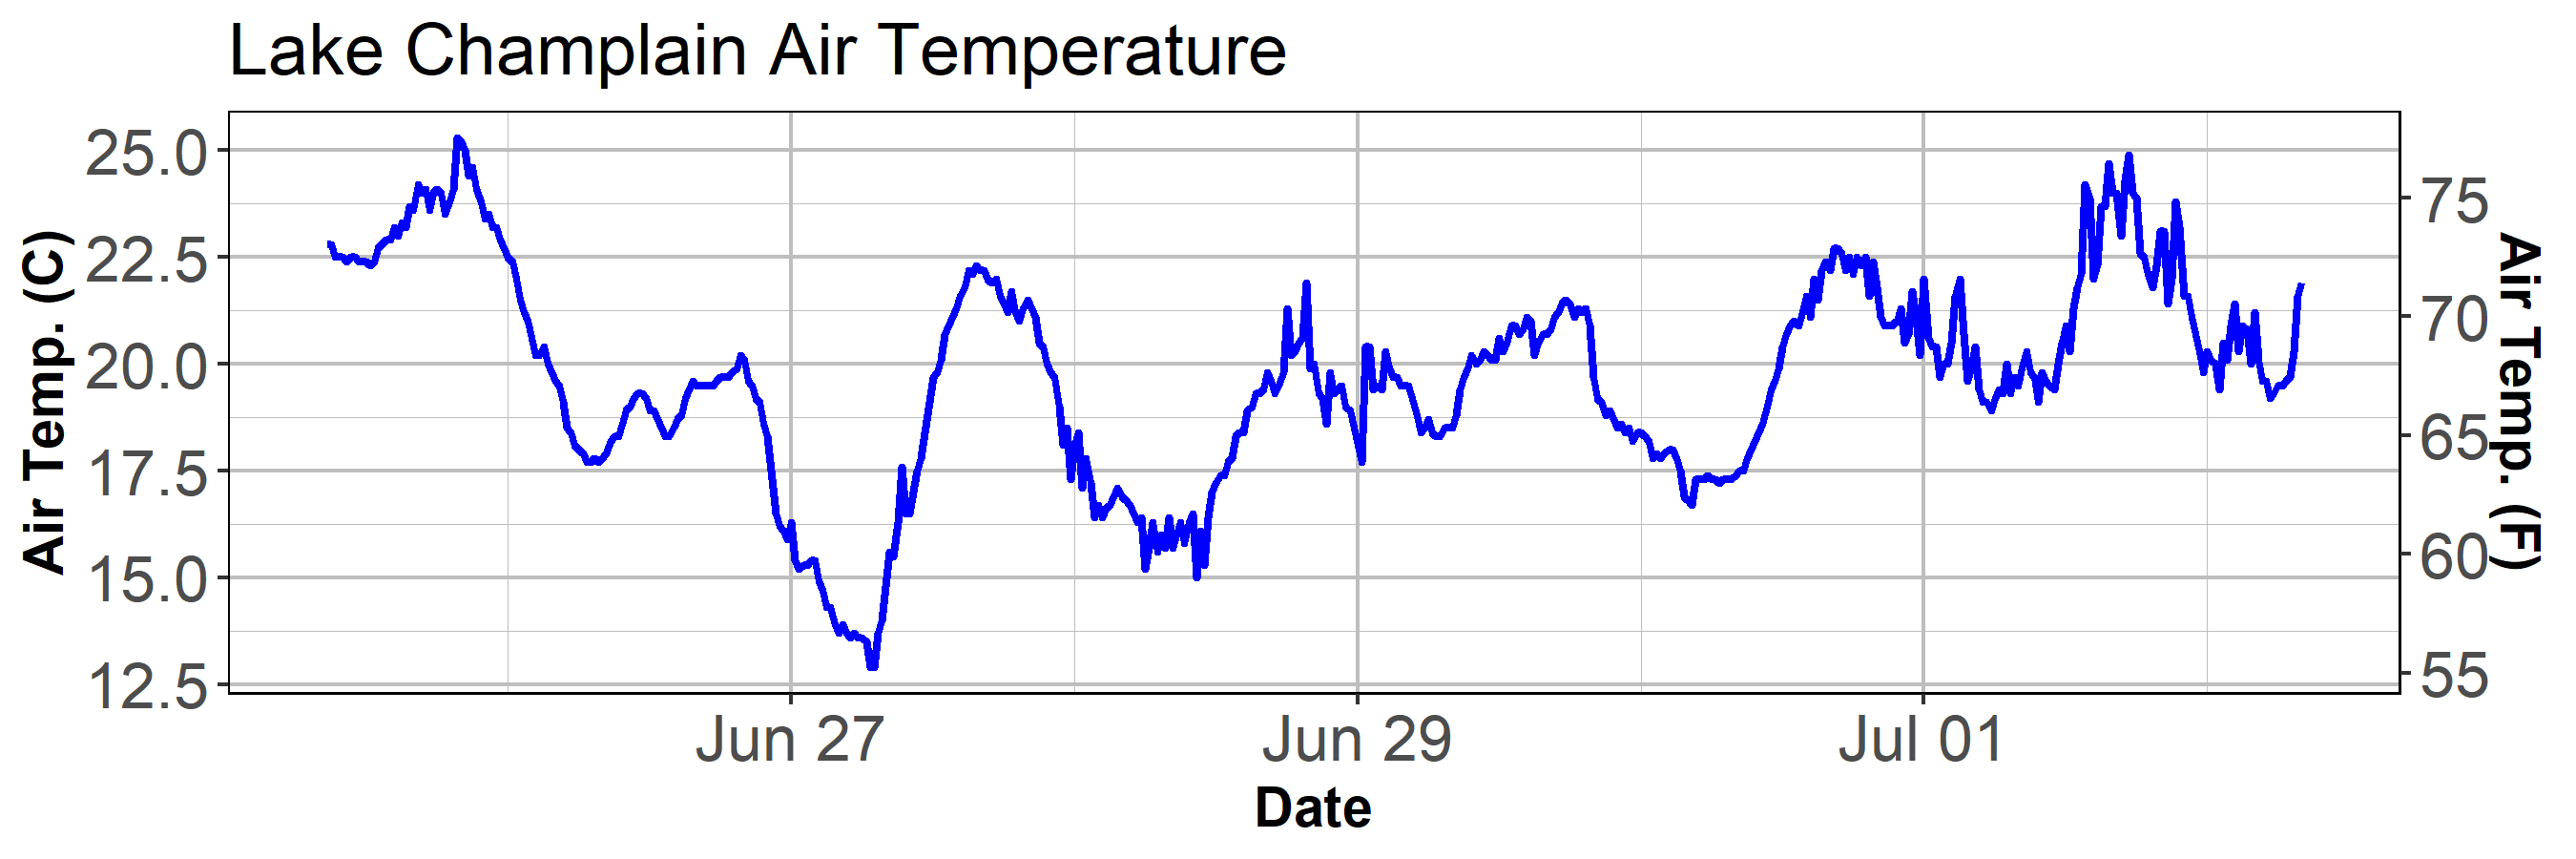 Lake Champlain Air Temperature
Air Temp. (C)
25.0
22.5
20.0
17.5
15.0
12.5
75
70
65
60
55
Air Temp. (F)
Jun 27
Jun 29
Jul 01
Date